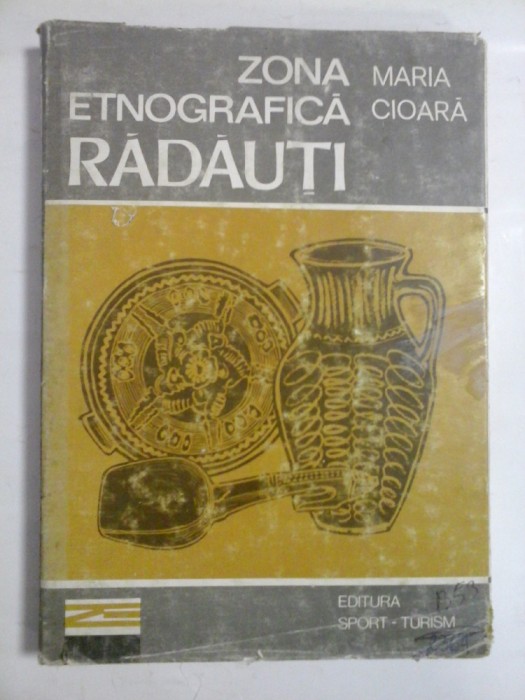 ZONA
ETNOGRAFICĂ
RĂDĂUȚI
MARIA
CIOARĂ
EDITURA
SPORT - TURISM